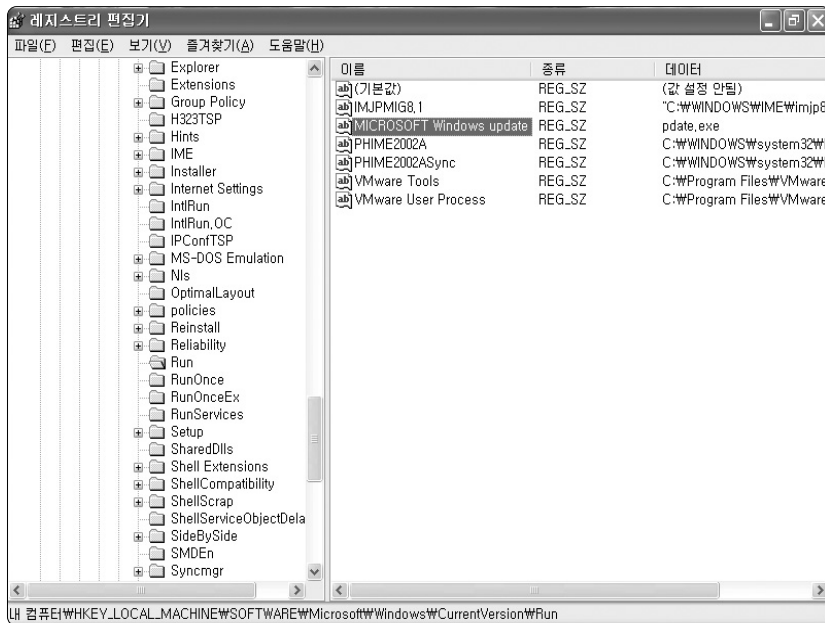 레지스트리 편집기
파일(F) 편집(E) 보기(V) 즐겨찾기(A) 도움말(H)
Explorer
Extensions
Group Policy
H323TSP
Hints
IME
Installer
Internet Settings
IntlRun
IntlRun,OC
IPConfTSP
MS-DOS Emulation
Nls
OptimalLayout
policies
Reinstall
Reliability
Run
RunOnce
RunOnceEx
RunServices
Setup
SharedDlls
Shell Extensions
ShellCompatibility
ShellScrap
ShellServiceObjectDela
SideBySide
SMDEn
Syncmgr
이름 종류 데이터
(기본값) REG_SZ (값 설정 안됨)
IMJPMIG8,1 REG_SZ "C:₩WINDOWS₩IME₩imjp8
MICROSOFT Windows update REG_SZ pdate,exe
PHIME2002A REG_SZ C:₩WINDOWS₩system32₩
PHIME2002ASync REG_SZ C:₩WINDOWS₩system32₩
VMware Tools REG_SZ C:₩Program Files₩VMware
VMware User Process REG_SZ C:₩Program Files₩VMware
내 컴퓨터₩HKEY_LOCAL_MACHINE₩SOFTWARE₩Microsoft₩Windows₩CurrentVersion₩Run